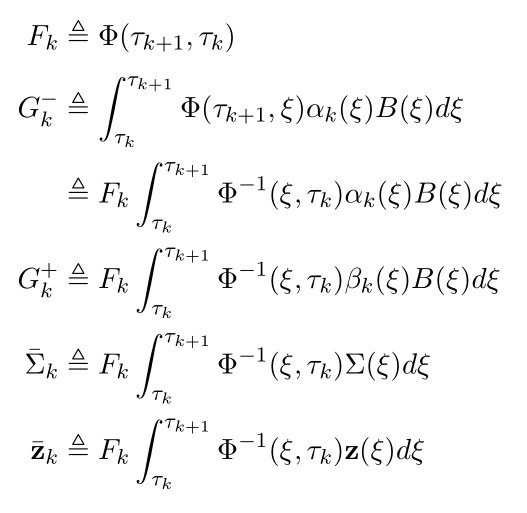 F_k ≜ Φ(τ_{k+1}, τ_k)
G_k^- ≜ ∫_{τ_k}^{τ_{k+1}} Φ(τ_{k+1}, ξ)α_k(ξ)B(ξ)dξ
≜ F_k ∫_{τ_k}^{τ_{k+1}} Φ^{-1}(ξ, τ_k)α_k(ξ)B(ξ)dξ
G_k^+ ≜ F_k ∫_{τ_k}^{τ_{k+1}} Φ^{-1}(ξ, τ_k)β_k(ξ)B(ξ)dξ
Σ̄_k ≜ F_k ∫_{τ_k}^{τ_{k+1}} Φ^{-1}(ξ, τ_k)Σ(ξ)dξ
z̄_k ≜ F_k ∫_{τ_k}^{τ_{k+1}} Φ^{-1}(ξ, τ_k)z(ξ)dξ